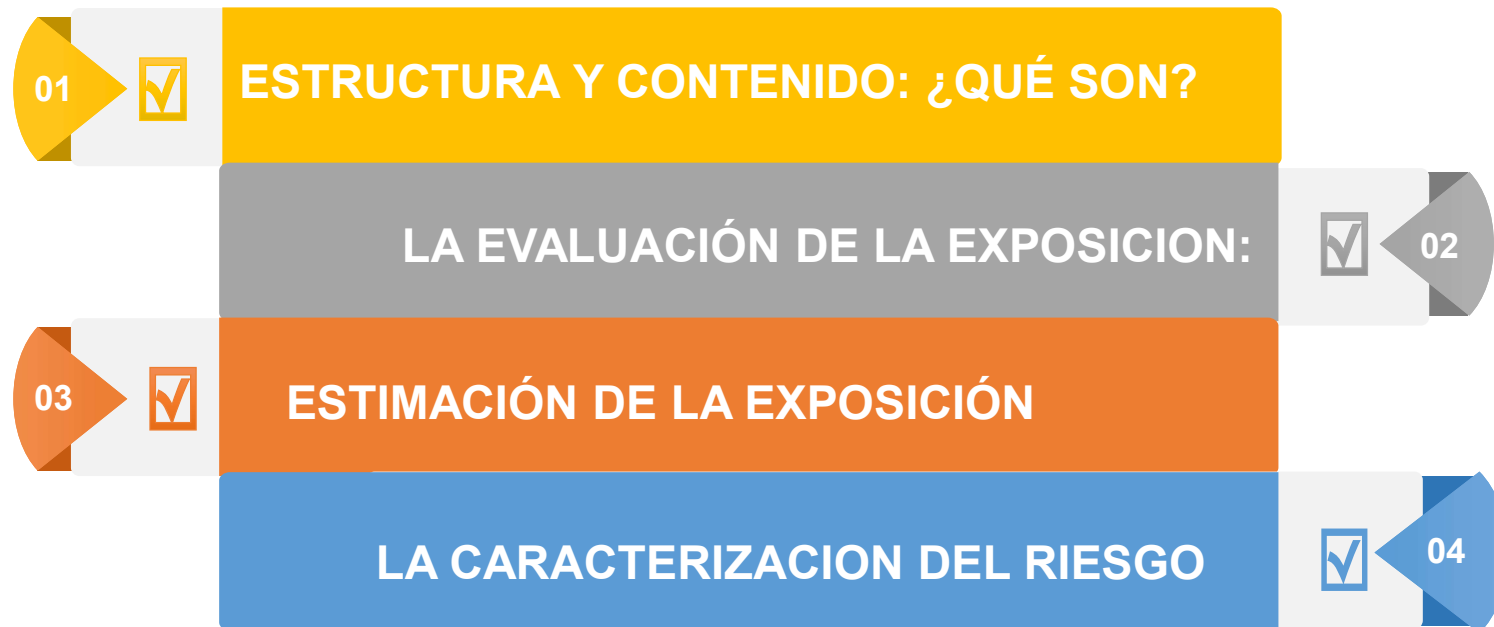 01 ESTRUCTURA Y CONTENIDO: ¿QUÉ SON?
LA EVALUACIÓN DE LA EXPOSICION: 02
03 ESTIMACIÓN DE LA EXPOSICIÓN
LA CARACTERIZACION DEL RIESGO 04